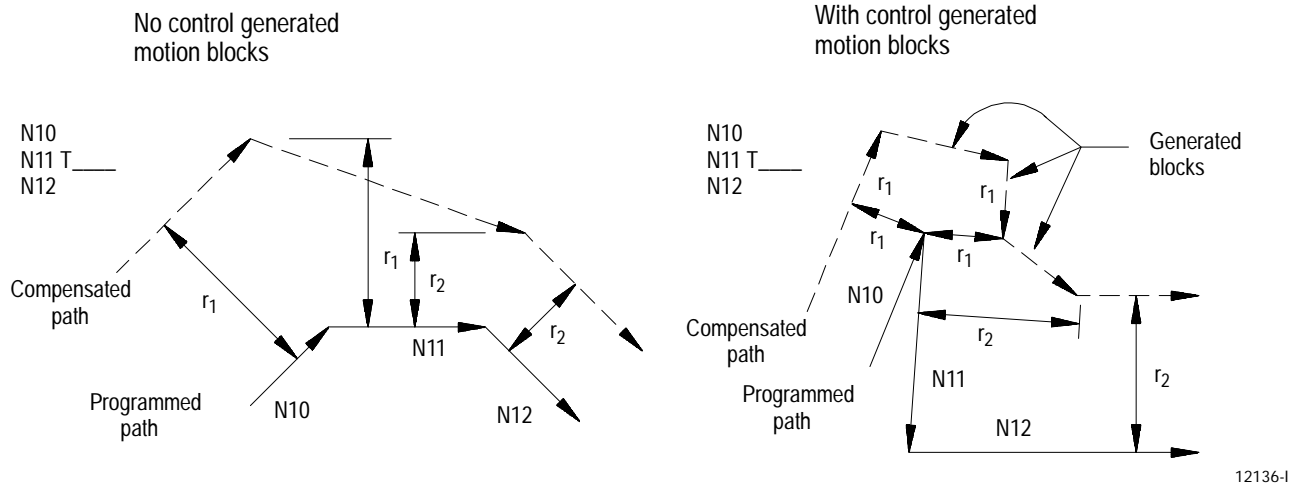 No control generated
motion blocks
N10
N11 T____
N12
Compensated
path
r1
r1
r2
r2
N11
Programmed
path
N10
N12
With control generated
motion blocks
N10
N11 T____
N12
Generated
blocks
r1
r1
r1
r1
N10
Compensated
path
r2
Programmed
path
N11
r2
N12
12136-I